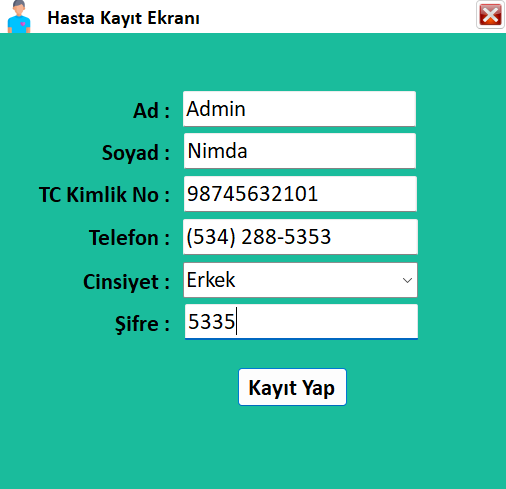 Hasta Kayıt Ekranı
Ad : Admin
Soyad : Nimda
TC Kimlik No : 98745632101
Telefon : (534) 288-5353
Cinsiyet : Erkek
Şifre : 5335
Kayıt Yap